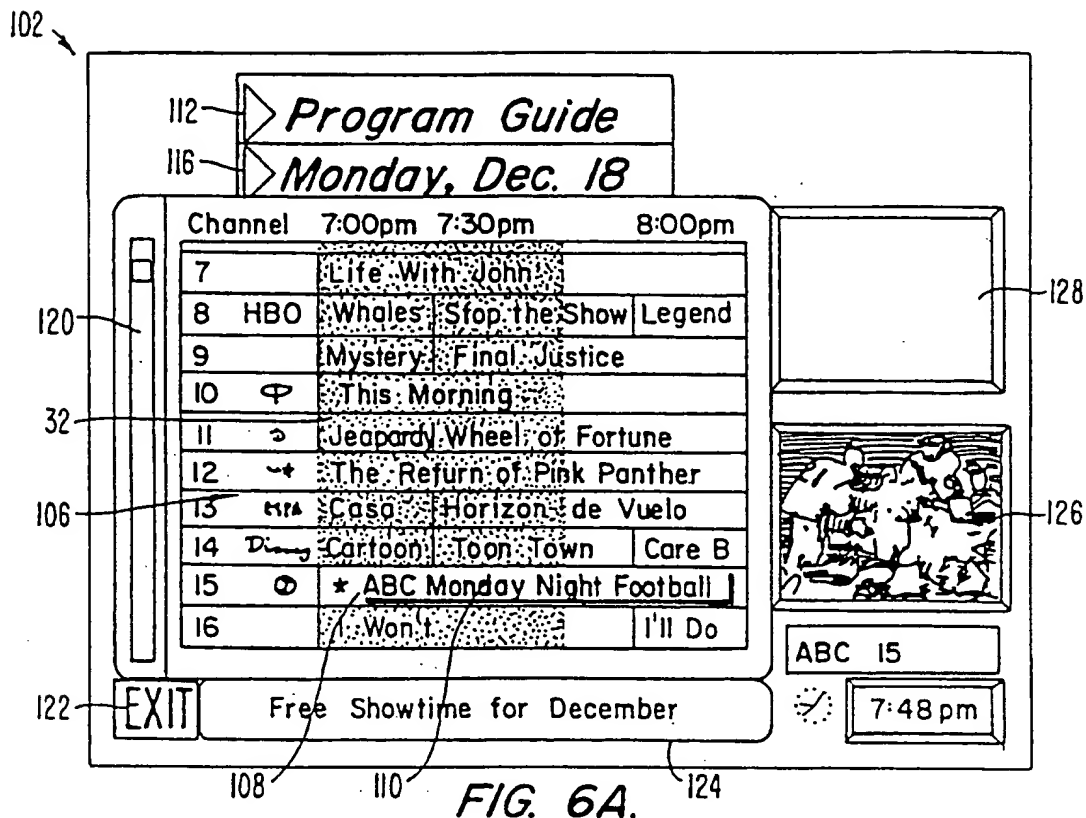 102
112 Program Guide
116 Monday, Dec. 18
Channel 7:00pm 7:30pm 8:00pm
7 Life With John
8 HBO Whales Stop the Show Legend 128
120
9 Mystery Final Justice
10 This Morning
32
11 Jeopardy Wheel of Fortune
12 The Return of Pink Panther
106 126
13 Casa Horizon de Vuelo
14 Disney Cartoon Toon Town Care B
15 * ABC Monday Night Football
16 I Won't I'll Do
ABC 15
122 EXIT Free Showtime for December 7:48 pm
108 110 124
FIG. 6A.